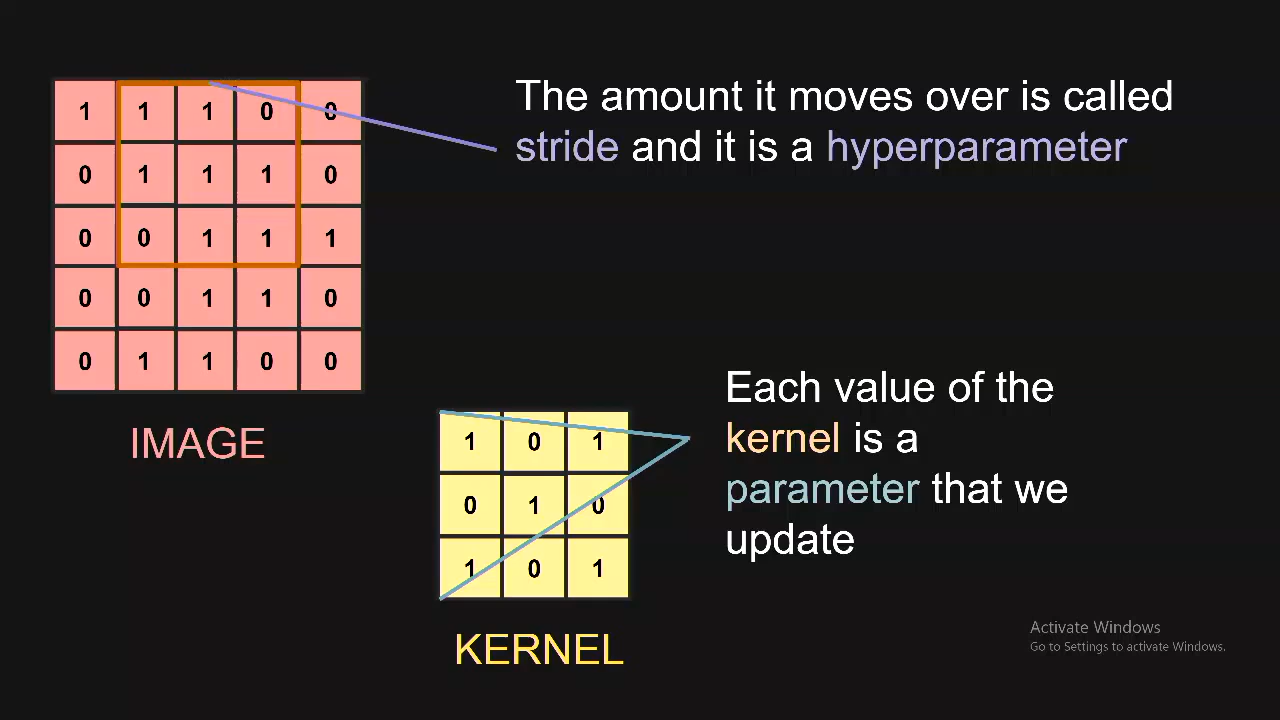 The amount it moves over is called
stride and it is a hyperparameter
1 1 1 0 0
0 1 1 1 0
0 0 1 1 1
0 0 1 1 0
0 1 1 0 0
IMAGE
1 0 1
0 1 0
1 0 1
KERNEL
Each value of the
kernel is a
parameter that we
update
Activate Windows
Go to Settings to activate Windows.